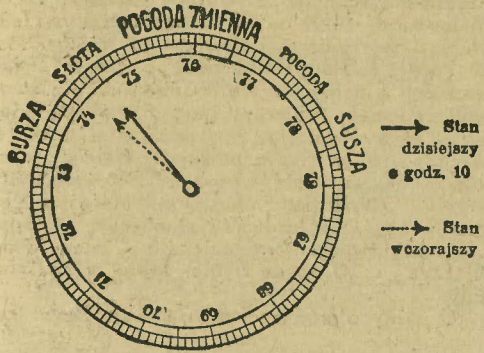 POGODA ZMIENNA
SŁOTA
POGODA
BURZA
SUSZA
76
77
78
79
67
68
69
70
71
72
73
74
75
Stan
dzisiejszy
o godz. 10
Stan
wczorajszy